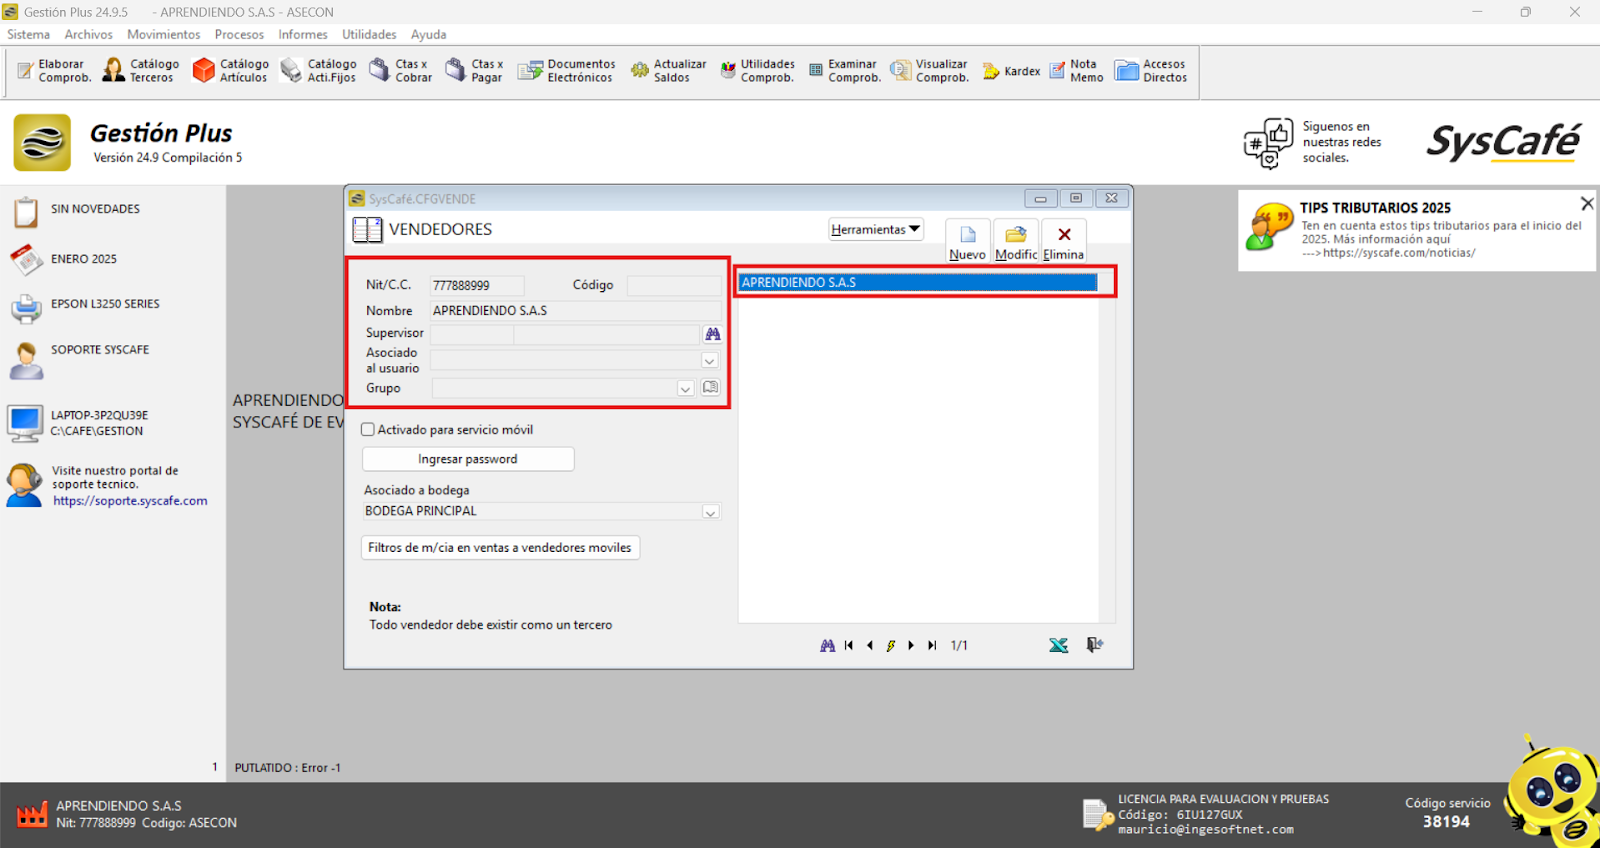 Gestión Plus 24.9.5 - APRENDIENDO S.A.S - ASECON
Sistema Archivos Movimientos Procesos Informes Utilidades Ayuda
Elaborar Comprob.
Catálogo Terceros
Catálogo Artículos
Catálogo Acti.Fijos
Ctas x Cobrar
Ctas x Pagar
Documentos Electrónicos
Actualizar Saldos
Utilidades Comprob.
Examinar Comprob.
Visualizar Comprob.
Kardex
Nota Memo
Accesos Directos
Gestión Plus
Versión 24.9 Compilación 5
Siguenos en
nuestras redes
sociales.
SysCafé
SIN NOVEDADES
ENERO 2025
EPSON L3250 SERIES
SOPORTE SYSCAFE
LAPTOP-3P2QU39E
C:\CAFE\GESTION
Visite nuestro portal de
soporte tecnico.
https://soporte.syscafe.com
1
APRENDIENDO
SYSCAFÉ DE EV
PUTLATIDO : Error -1
SysCafé.CFGVENDE
VENDEDORES
Herramientas
Nuevo
Modific
Elimina
Nit/C.C. 777888999 Código
Nombre APRENDIENDO S.A.S
Supervisor
Asociado
al usuario
Grupo
Activado para servicio móvil
Ingresar password
Asociado a bodega
BODEGA PRINCIPAL
Filtros de m/cia en ventas a vendedores moviles
Nota:
Todo vendedor debe existir como un tercero
APRENDIENDO S.A.S
1/1
TIPS TRIBUTARIOS 2025
Ten en cuenta estos tips tributarios para el inicio del
2025. Más información aquí
--->https://syscafe.com/noticias/
APRENDIENDO S.A.S
Nit: 777888999 Codigo: ASECON
LICENCIA PARA EVALUACION Y PRUEBAS
Código: 6IU127GUX
mauricio@ingesoftnet.com
Código servicio
38194